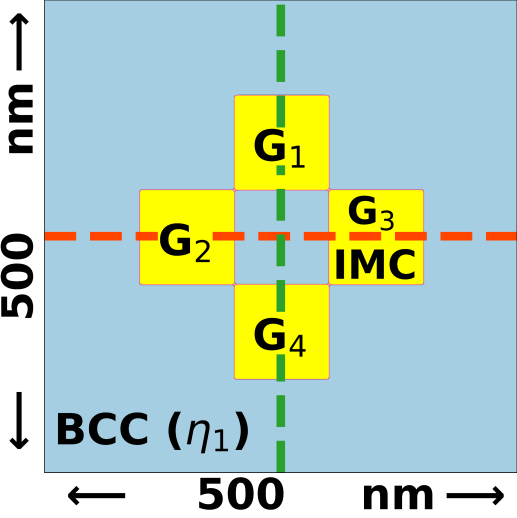 G₁
G₂
G₃
IMC
G₄
BCC (η₁)
500 nm
500 nm